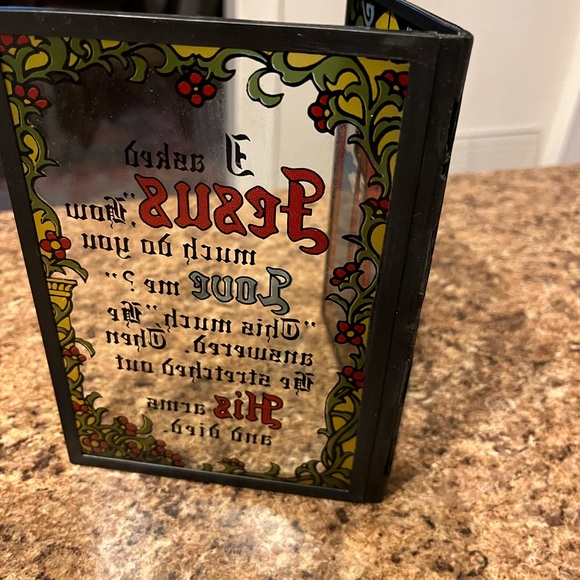 I asked
Jesus "How
much do you
Love me?"
"This much" He
answered. Then
He stretched out
His arms
and died.